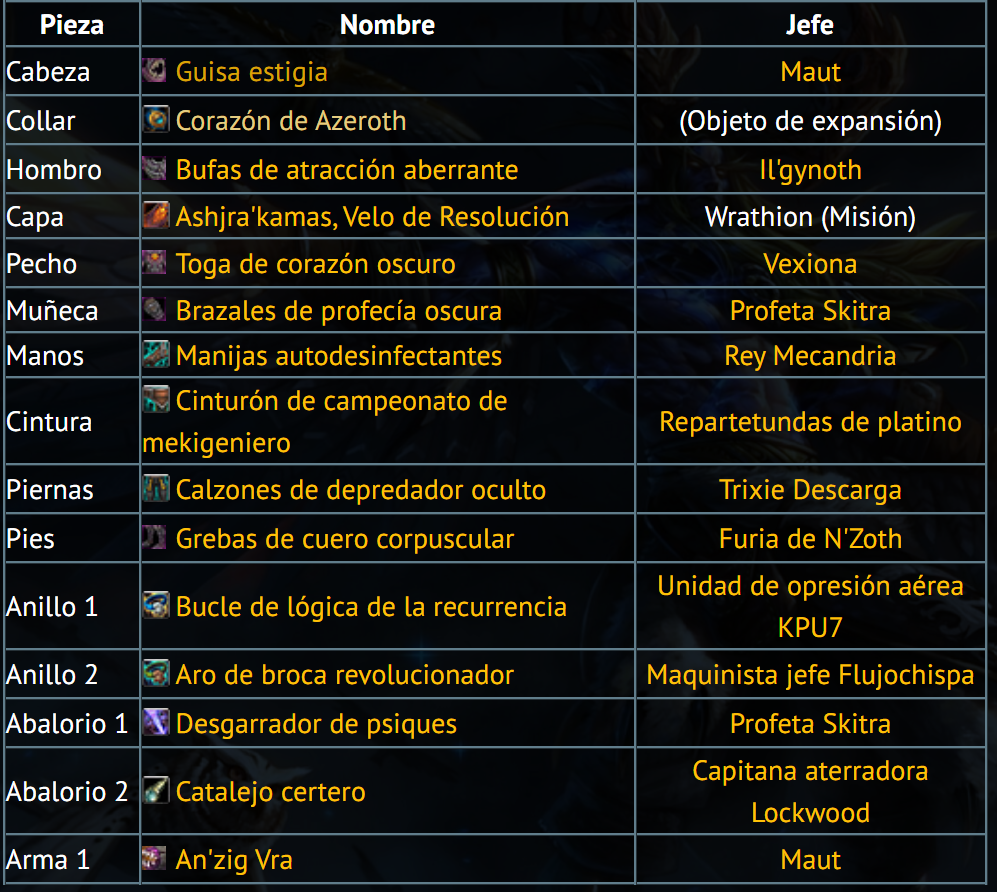 Pieza Nombre Jefe
Cabeza Guisa estigia Maut
Collar Corazón de Azeroth (Objeto de expansión)
Hombro Bufas de atracción aberrante Il'gynoth
Capa Ashjra'kamas, Velo de Resolución Wrathion (Misión)
Pecho Toga de corazón oscuro Vexiona
Muñeca Brazales de profecía oscura Profeta Skitra
Manos Manijas autodesinfectantes Rey Mecandria
Cintura Cinturón de campeonato de
mekigeniero Repartetundas de platino
Piernas Calzones de depredador oculto Trixie Descarga
Pies Grebas de cuero corpuscular Furia de N'Zoth
Anillo 1 Bucle de lógica de la recurrencia Unidad de opresión aérea
KPU7
Anillo 2 Aro de broca revolucionador Maquinista jefe Flujochispa
Abalorio 1 Desgarrador de psiques Profeta Skitra
Abalorio 2 Catalejo certero Capitana aterradora
Lockwood
Arma 1 An'zig Vra Maut